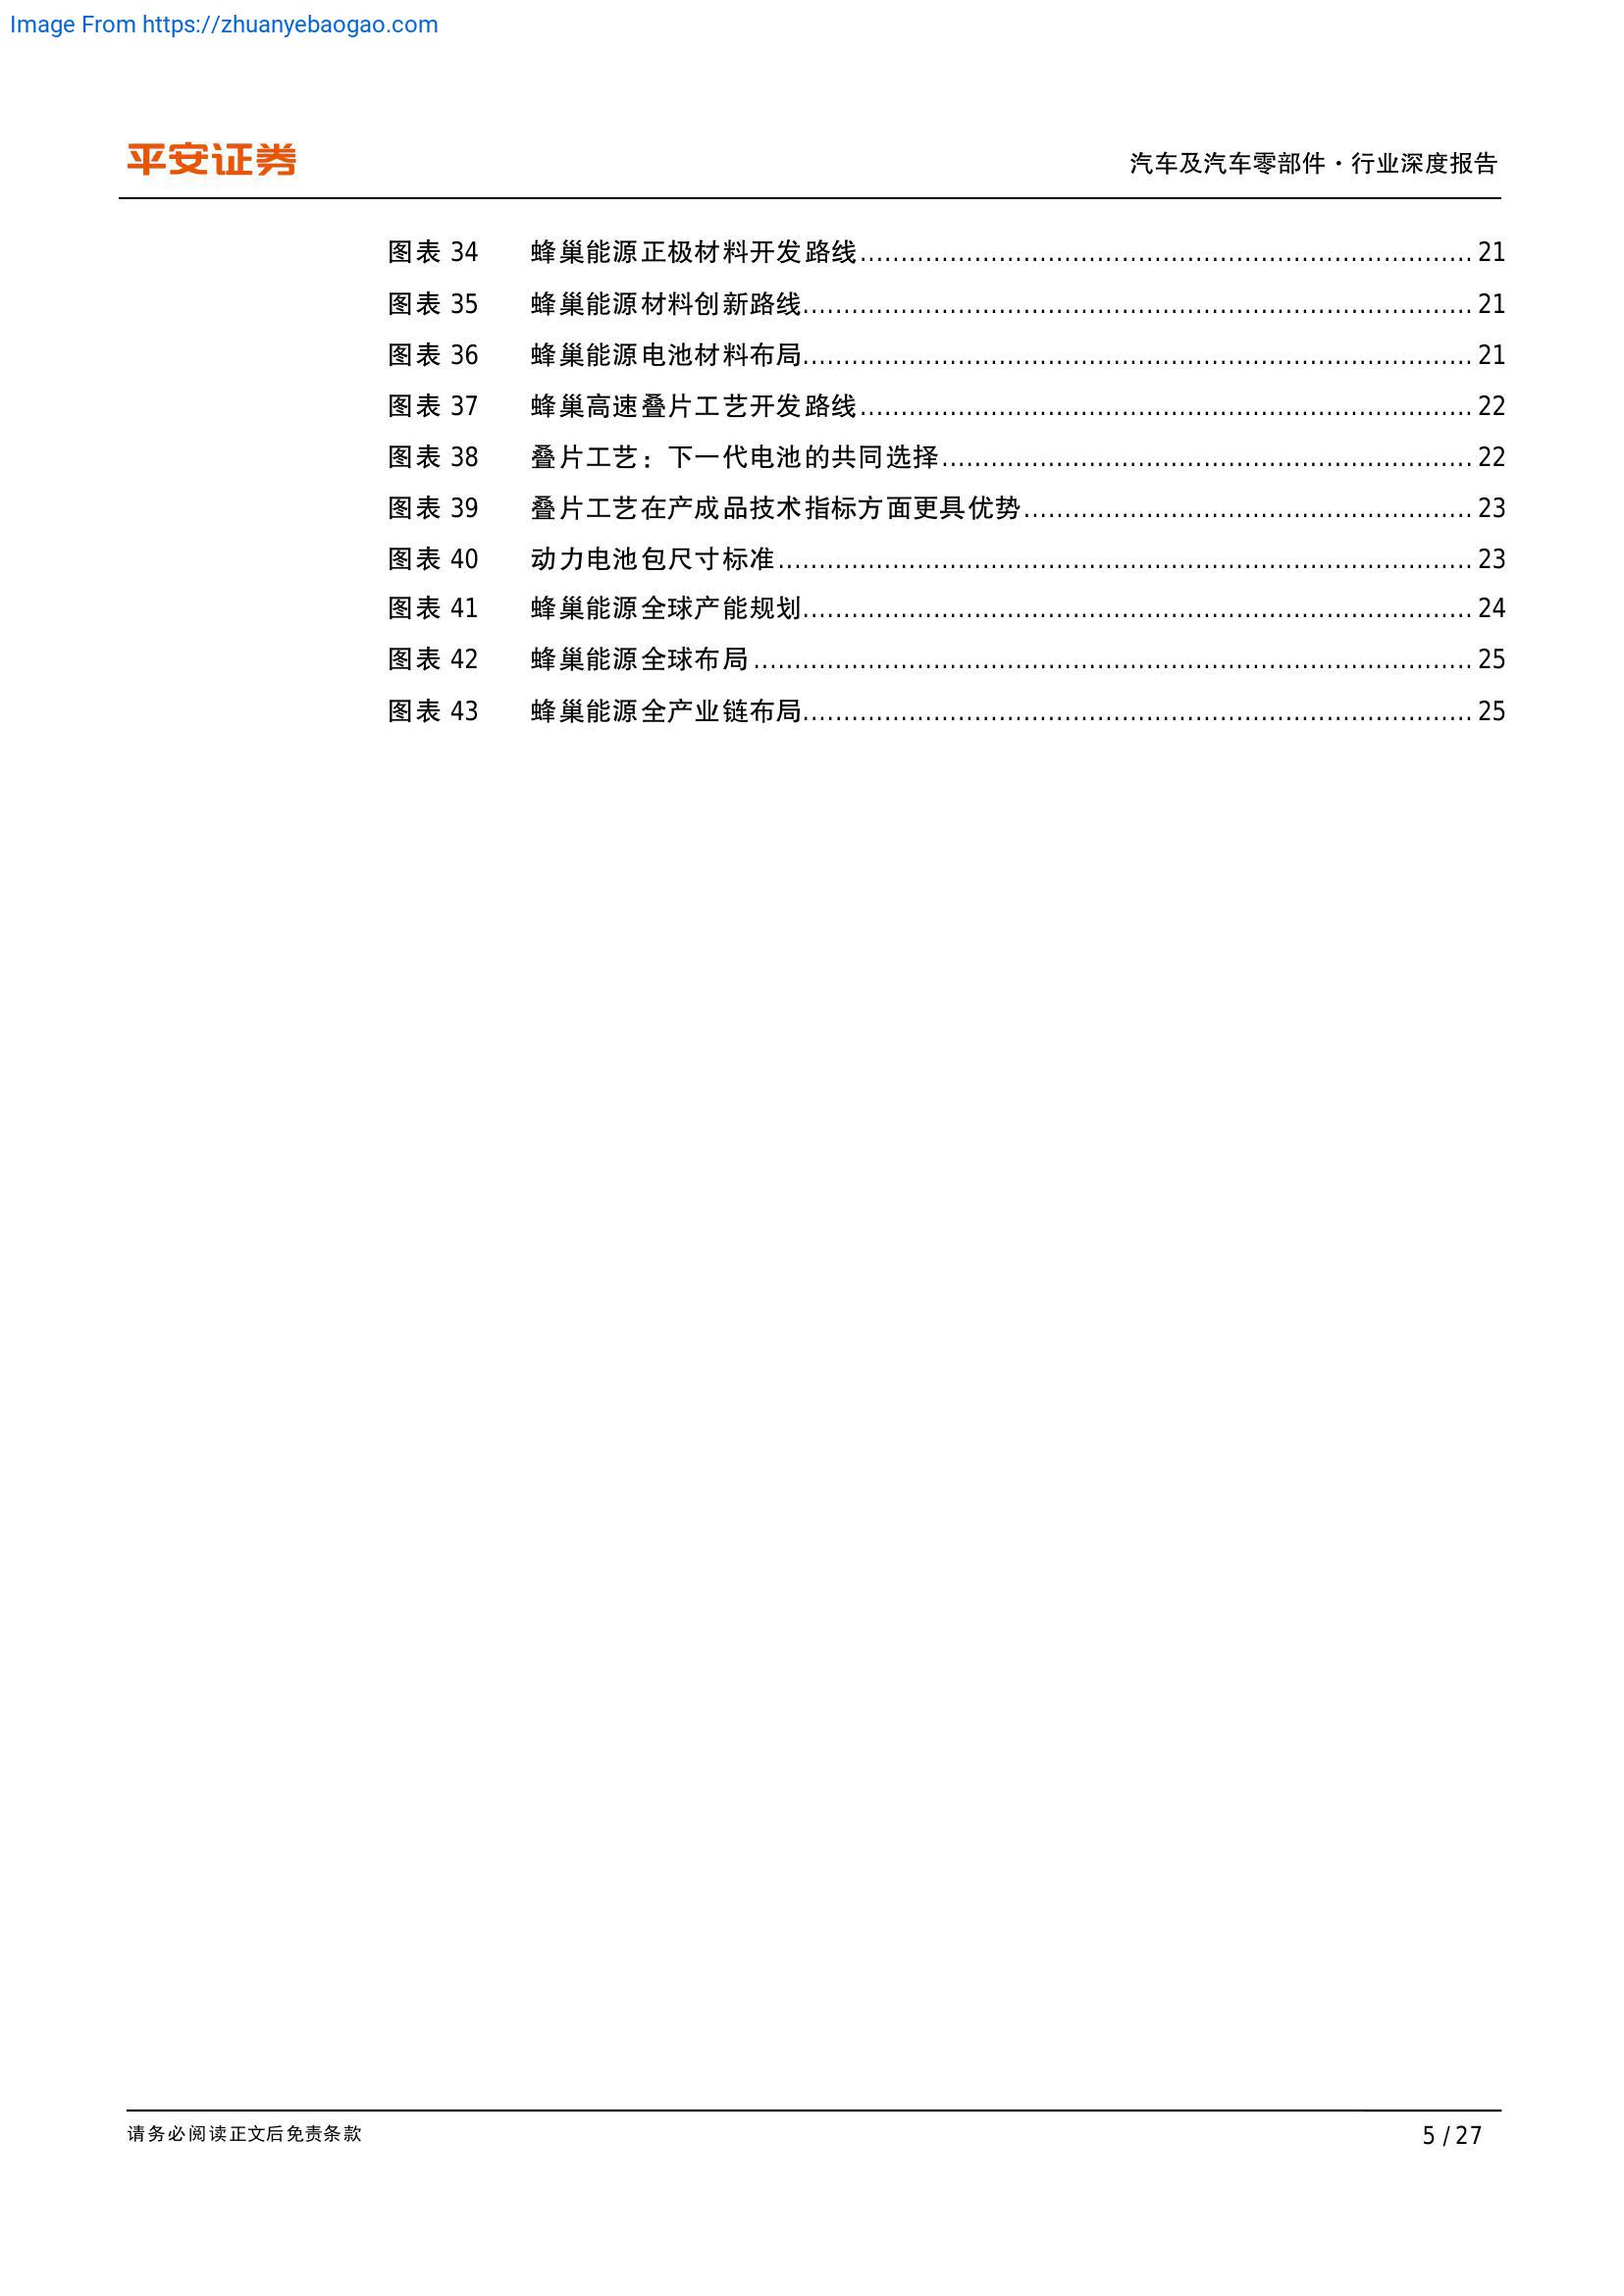 Image From https://zhuanyebaogao.com
平安证券
汽车及汽车零部件·行业深度报告
图表 34 蜂巢能源正极材料开发路线........................................................................... 21
图表 35 蜂巢能源材料创新路线.................................................................................. 21
图表 36 蜂巢能源电池材料布局.................................................................................. 21
图表 37 蜂巢高速叠片工艺开发路线........................................................................... 22
图表 38 叠片工艺：下一代电池的共同选择................................................................. 22
图表 39 叠片工艺在产成品技术指标方面更具优势....................................................... 23
图表 40 动力电池包尺寸标准..................................................................................... 23
图表 41 蜂巢能源全球产能规划.................................................................................. 24
图表 42 蜂巢能源全球布局........................................................................................ 25
图表 43 蜂巢能源全产业链布局.................................................................................. 25
请务必阅读正文后免责条款
5 / 27